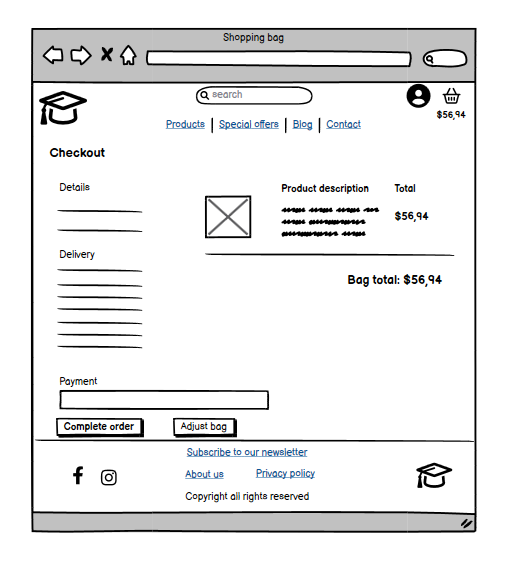 Shopping bag
search
$56,94
Products Special offers Blog Contact
Checkout
Details
Product description Total
$56,94
Delivery
Bag total: $56,94
Payment
Complete order Adjust bag
Subscribe to our newsletter
About us Privacy policy
Copyright all rights reserved